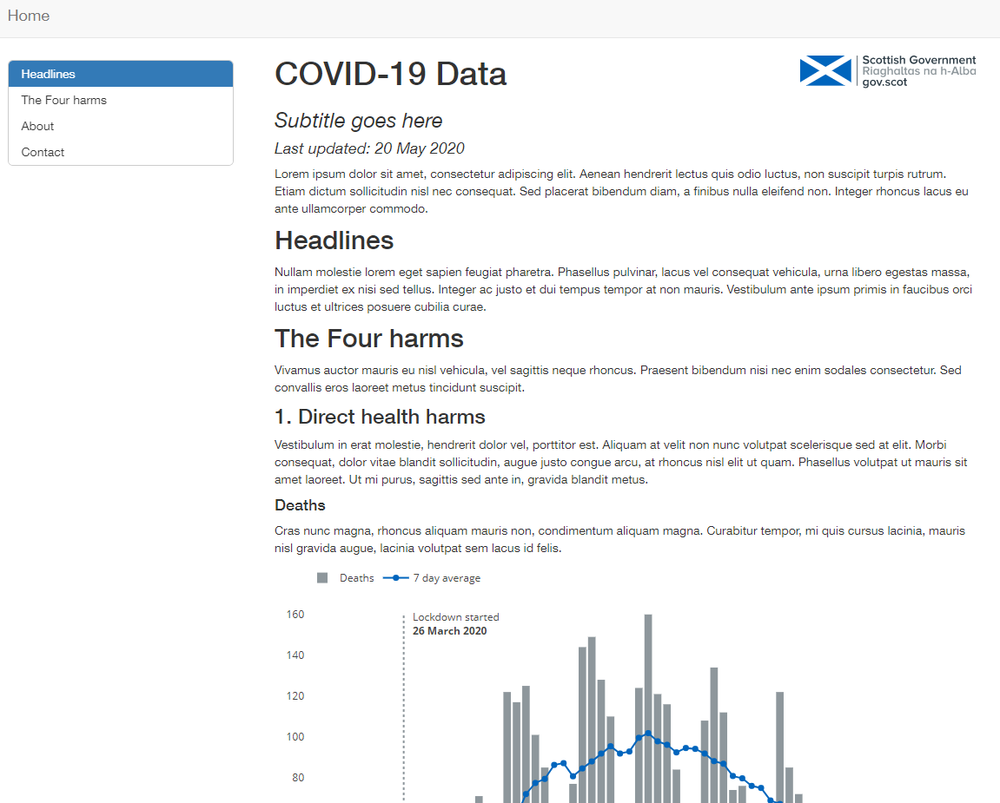 Home
Headlines
The Four harms
About
Contact
COVID-19 Data
Scottish Government
Riaghaltas na h-Alba
gov.scot
Subtitle goes here
Last updated: 20 May 2020
Lorem ipsum dolor sit amet, consectetur adipiscing elit. Aenean hendrerit lectus quis odio luctus, non suscipit turpis rutrum.
Etiam dictum sollicitudin nisl nec consequat. Sed placerat bibendum diam, a finibus nulla eleifend non. Integer rhoncus lacus eu
ante ullamcorper commodo.
Headlines
Nullam molestie lorem eget sapien feugiat pharetra. Phasellus pulvinar, lacus vel consequat vehicula, urna libero egestas massa,
in imperdiet ex nisi sed tellus. Integer ac justo et dui tempus tempor at non mauris. Vestibulum ante ipsum primis in faucibus orci
luctus et ultrices posuere cubilia curae.
The Four harms
Vivamus auctor mauris eu nisl vehicula, vel sagittis neque rhoncus. Praesent bibendum nisi nec enim sodales consectetur. Sed
convallis eros laoreet metus tincidunt suscipit.
1. Direct health harms
Vestibulum in erat molestie, hendrerit dolor vel, porttitor est. Aliquam at velit non nunc volutpat scelerisque sed at elit. Morbi
consequat, dolor vitae blandit sollicitudin, augue justo congue arcu, at rhoncus nisl elit ut quam. Phasellus volutpat ut mauris sit
amet laoreet. Ut mi purus, sagittis sed ante in, gravida blandit metus.
Deaths
Cras nunc magna, rhoncus aliquam mauris non, condimentum aliquam magna. Curabitur tempor, mi quis cursus lacinia, mauris
nisl gravida augue, lacinia volutpat sem lacus id felis.
Deaths 7 day average
160
Lockdown started
26 March 2020
140
120
100
80